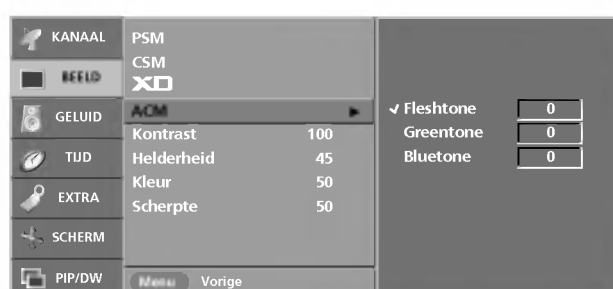 KANAAL
BEELD
GELUID
TIJD
EXTRA
SCHERM
PIP/DW
PSM
CSM
XD
ACM
Kontrast 100
Helderheid 45
Kleur 50
Scherpte 50
Menu Vorige
Fleshtone 0
Greentone 0
Bluetone 0